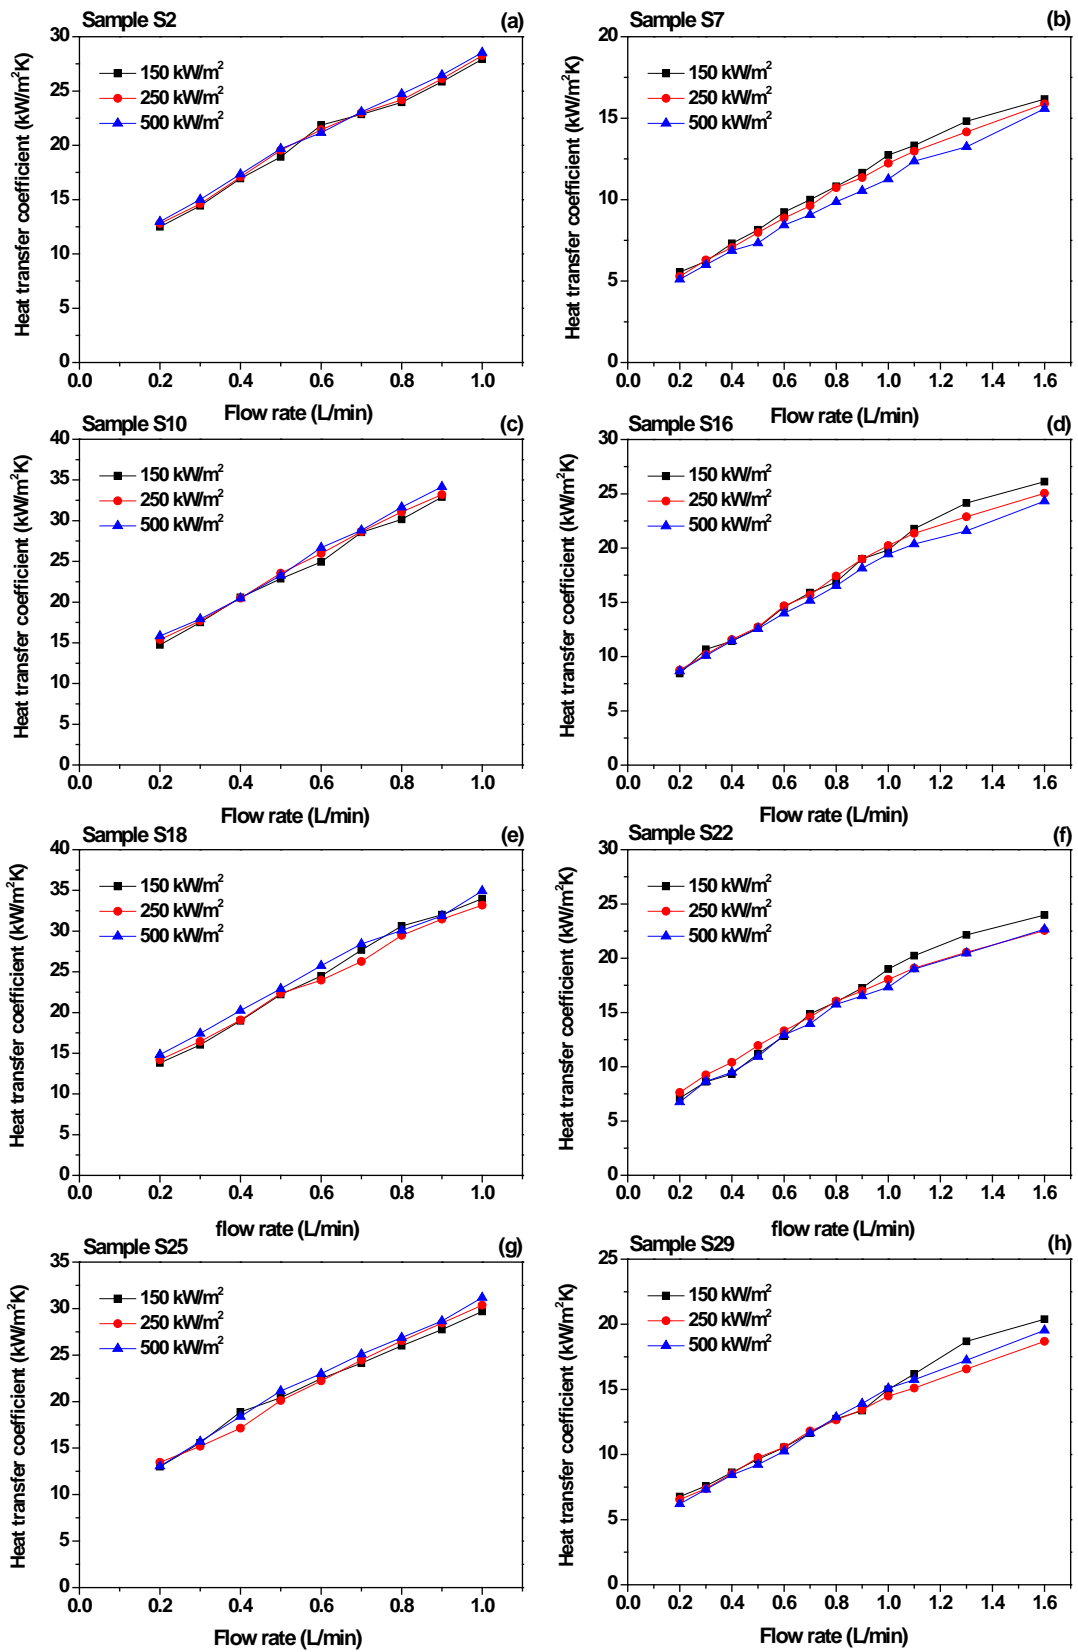 Sample S2 (a)
30
25
20
15
10
5
0
0.0 0.2 0.4 0.6 0.8 1.0
150 kW/m²
250 kW/m²
500 kW/m²
Heat transfer coefficient (kW/m²K)
Flow rate (L/min)
Sample S7 (b)
20
15
10
5
0
0.0 0.2 0.4 0.6 0.8 1.0 1.2 1.4 1.6
150 kW/m²
250 kW/m²
500 kW/m²
Heat transfer coefficient (kW/m²K)
Flow rate (L/min)
Sample S10 (c)
40
35
30
25
20
15
10
5
0
0.0 0.2 0.4 0.6 0.8 1.0
150 kW/m²
250 kW/m²
500 kW/m²
Heat transfer coefficient (kW/m²K)
Flow rate (L/min)
Sample S16 (d)
30
25
20
15
10
5
0
0.0 0.2 0.4 0.6 0.8 1.0 1.2 1.4 1.6
150 kW/m²
250 kW/m²
500 kW/m²
Heat transfer coefficient (kW/m²K)
Flow rate (L/min)
Sample S18 (e)
40
35
30
25
20
15
10
5
0
0.0 0.2 0.4 0.6 0.8 1.0
150 kW/m²
250 kW/m²
500 kW/m²
Heat transfer coefficient (kW/m²K)
flow rate (L/min)
Sample S22 (f)
30
25
20
15
10
5
0
0.0 0.2 0.4 0.6 0.8 1.0 1.2 1.4 1.6
150 kW/m²
250 kW/m²
500 kW/m²
Heat transfer coefficient (kW/m²K)
flow rate (L/min)
Sample S25 (g)
35
30
25
20
15
10
5
0
0.0 0.2 0.4 0.6 0.8 1.0
150 kW/m²
250 kW/m²
500 kW/m²
Heat transfer coefficient (kW/m²K)
Flow rate (L/min)
Sample S29 (h)
25
20
15
10
5
0
0.0 0.2 0.4 0.6 0.8 1.0 1.2 1.4 1.6
150 kW/m²
250 kW/m²
500 kW/m²
Heat transfer coefficient (kW/m²K)
Flow rate (L/min)